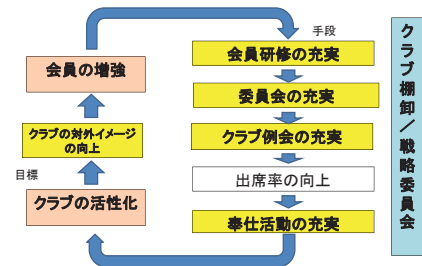 手段
会員研修の充実
委員会の充実
クラブ例会の充実
出席率の向上
奉仕活動の充実
会員の増強
クラブの対外イメージ
の向上
目標
クラブの活性化
クラブ棚卸／戦略委員会